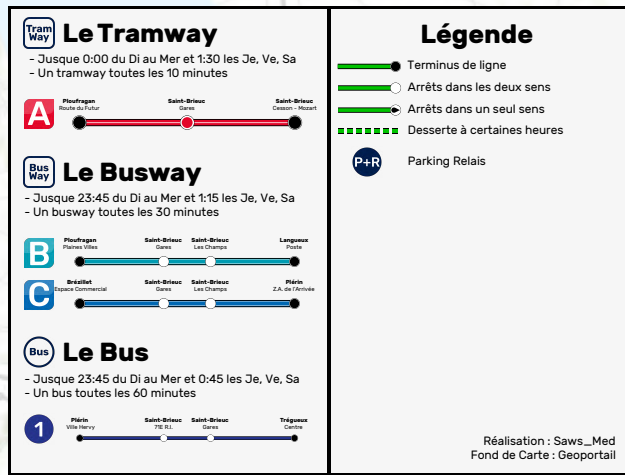 Tram
Way
Le Tramway
- Jusque 0:00 du Di au Mer et 1:30 les Je, Ve, Sa
- Un tramway toutes les 10 minutes
A
Ploufragan
Route du Futur
Saint-Brieuc
Gares
Saint-Brieuc
Cesson - Mozart
Bus
Way
Le Busway
- Jusque 23:45 du Di au Mer et 1:15 les Je, Ve, Sa
- Un busway toutes les 30 minutes
B
Ploufragan
Plaines Villes
Saint-Brieuc
Gares
Saint-Brieuc
Les Champs
Langueux
Poste
C
Brézillet
Espace Commercial
Saint-Brieuc
Gares
Saint-Brieuc
Les Champs
Plérin
Z.A. de l'Arrivée
Bus
Le Bus
- Jusque 23:45 du Di au Mer et 0:45 les Je, Ve, Sa
- Un bus toutes les 60 minutes
1
Plérin
Ville Hervy
Saint-Brieuc
71E R.I.
Saint-Brieuc
Gares
Trégueux
Centre
Légende
Terminus de ligne
Arrêts dans les deux sens
Arrêts dans un seul sens
Desserte à certaines heures
P+R
Parking Relais
Réalisation : Saws_Med
Fond de Carte : Geoportail